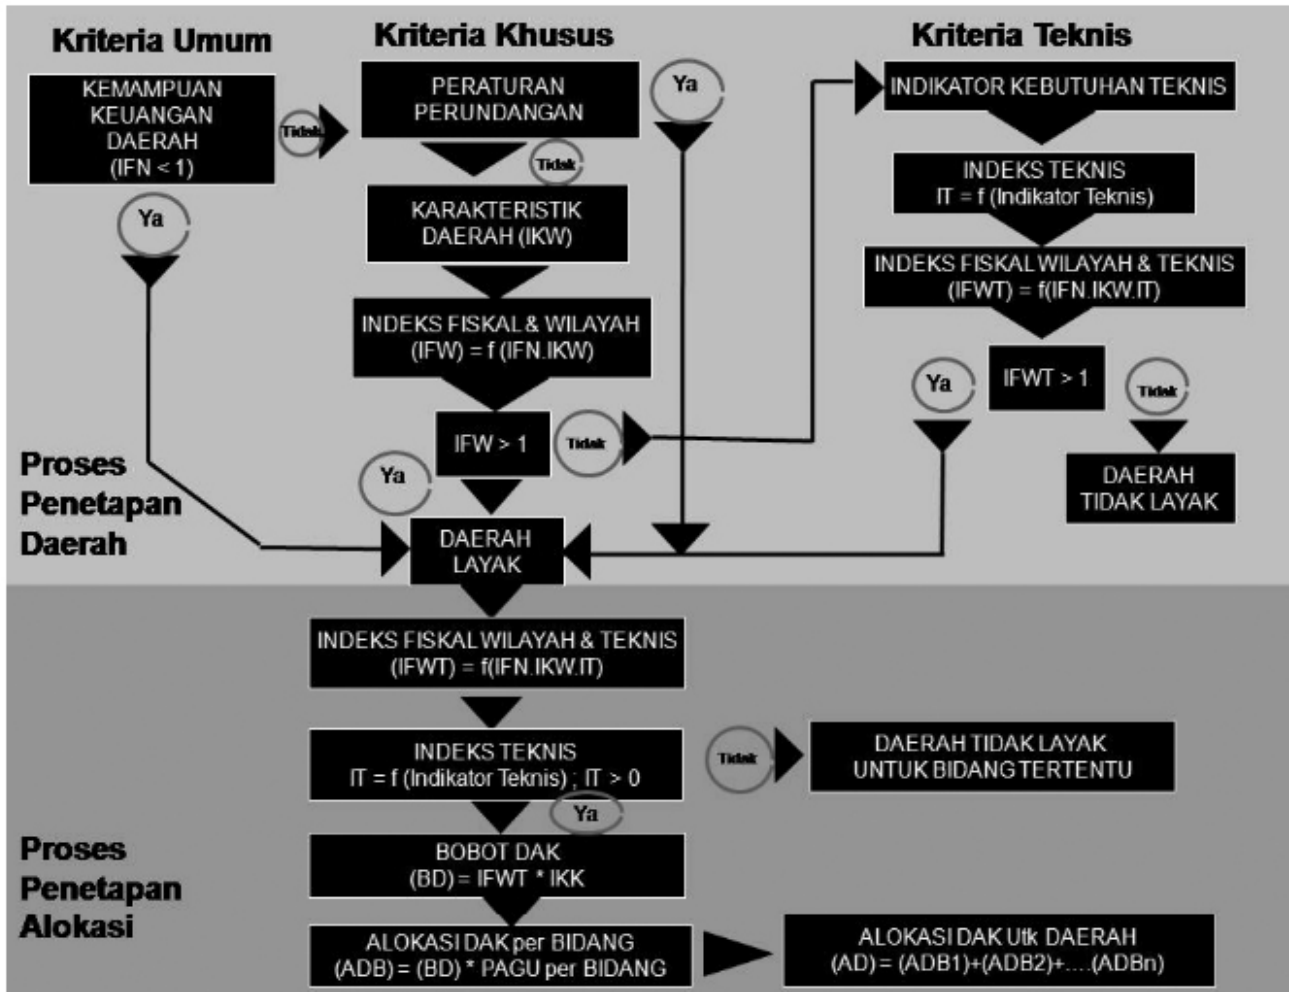 Kriteria Umum
KEMAMPUAN
KEUANGAN
DAERAH
(IFN < 1)
Tidak
Ya
Kriteria Khusus
PERATURAN
PERUNDANGAN
Ya
Tidak
KARAKTERISTIK
DAERAH (IKW)
INDEKS FISKAL & WILAYAH
(IFW) = f (IFN.IKW)
IFW > 1
Tidak
Ya
Kriteria Teknis
INDIKATOR KEBUTUHAN TEKNIS
INDEKS TEKNIS
IT = f (Indikator Teknis)
INDEKS FISKAL WILAYAH & TEKNIS
(IFWT) = f(IFN.IKW.IT)
Ya
IFWT > 1
Tidak
DAERAH
TIDAK LAYAK
Proses
Penetapan
Daerah
DAERAH
LAYAK
INDEKS FISKAL WILAYAH & TEKNIS
(IFWT) = f(IFN.IKW.IT)
INDEKS TEKNIS
IT = f (Indikator Teknis) ; IT > 0
Tidak
DAERAH TIDAK LAYAK
UNTUK BIDANG TERTENTU
Ya
Proses
Penetapan
Alokasi
BOBOT DAK
(BD) = IFWT * IKK
ALOKASI DAK per BIDANG
(ADB) = (BD) * PAGU per BIDANG
ALOKASI DAK Utk DAERAH
(AD) = (ADB1)+(ADB2)+....(ADBn)